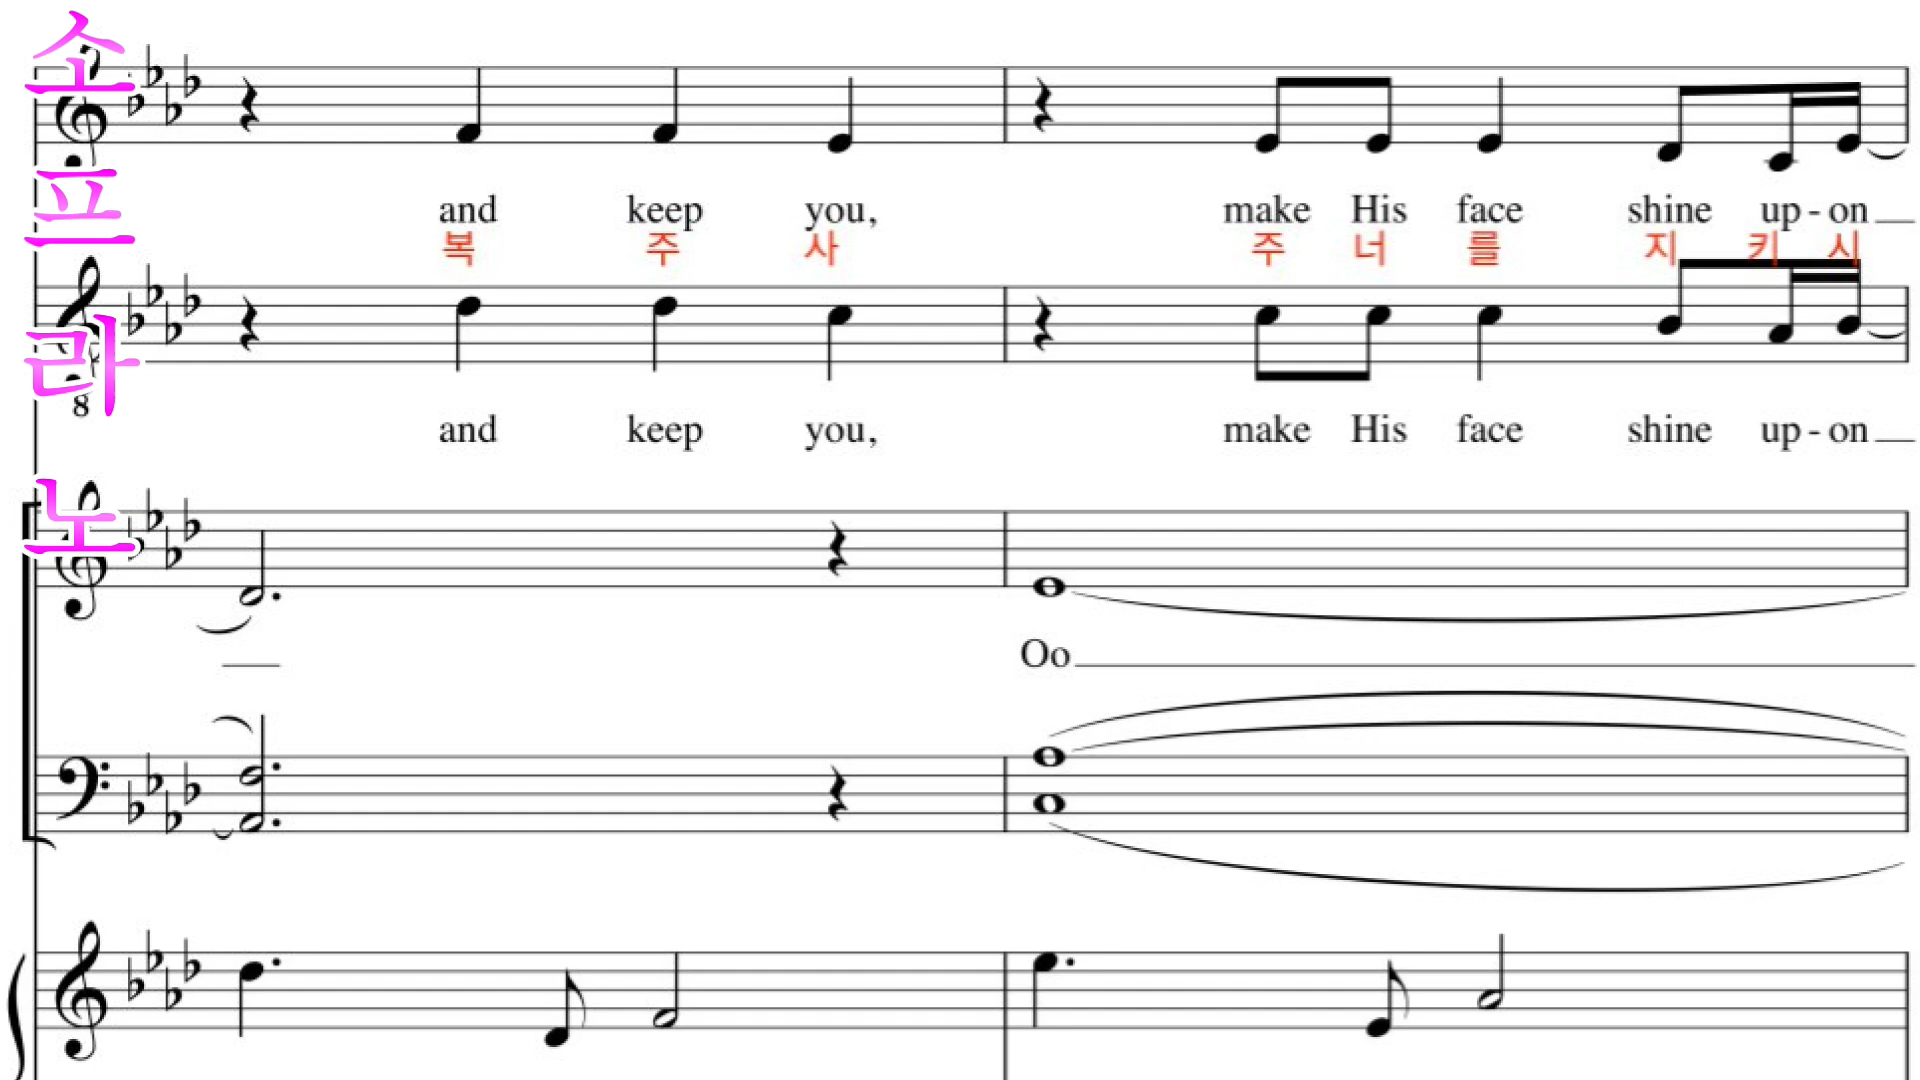 소프라노
and keep you, make His face shine up-on
복 주 사 주 너 를 지 키 시
8
and keep you, make His face shine up-on
Oo